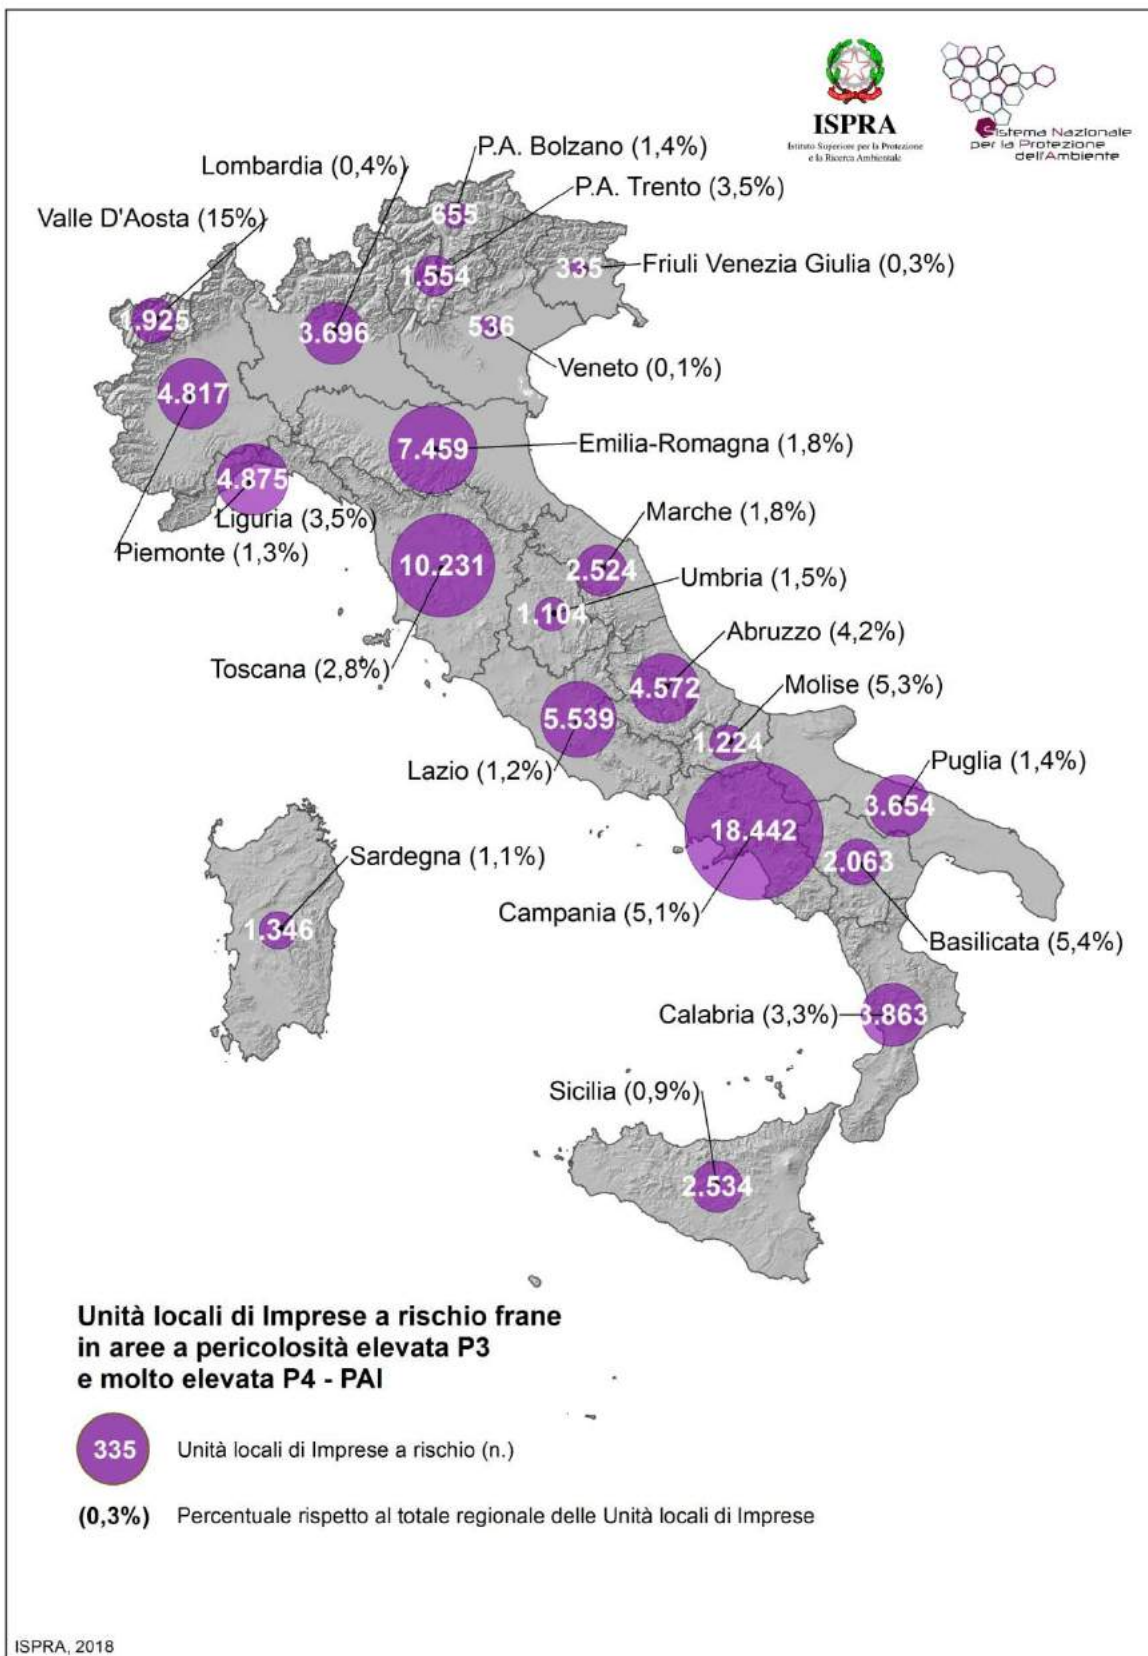 ISPRA
Istituto Superiore per la Protezione
e la Ricerca Ambientale
Sistema Nazionale
per la Protezione
dell'Ambiente
P.A. Bolzano (1,4%)
Lombardia (0,4%)
P.A. Trento (3,5%)
Valle D'Aosta (15%)
655
1.554
335
Friuli Venezia Giulia (0,3%)
1.925
3.696
536
Veneto (0,1%)
4.817
7.459
Emilia-Romagna (1,8%)
4.875
Liguria (3,5%)
Piemonte (1,3%)
Marche (1,8%)
10.231
2.524
Umbria (1,5%)
1.104
Abruzzo (4,2%)
Toscana (2,8%)
4.572
Molise (5,3%)
5.539
1.224
Lazio (1,2%)
Puglia (1,4%)
3.654
18.442
Sardegna (1,1%)
2.063
Campania (5,1%)
1.346
Basilicata (5,4%)
Calabria (3,3%)
3.863
Sicilia (0,9%)
2.534
Unità locali di Imprese a rischio frane
in aree a pericolosità elevata P3
e molto elevata P4 - PAI
335 Unità locali di Imprese a rischio (n.)
(0,3%) Percentuale rispetto al totale regionale delle Unità locali di Imprese
ISPRA, 2018